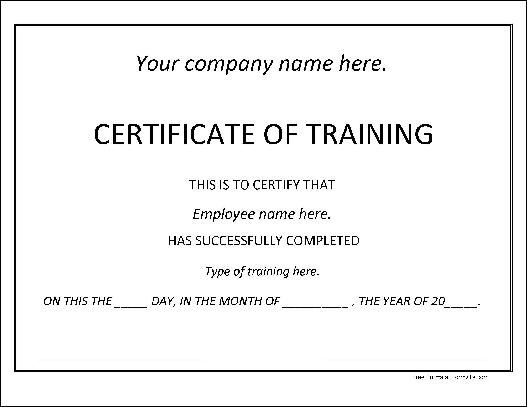 Your company name here.
CERTIFICATE OF TRAINING
THIS IS TO CERTIFY THAT
Employee name here.
HAS SUCCESSFULLY COMPLETED
Type of training here.
ON THIS THE _____ DAY, IN THE MONTH OF __________ , THE YEAR OF 20_____.